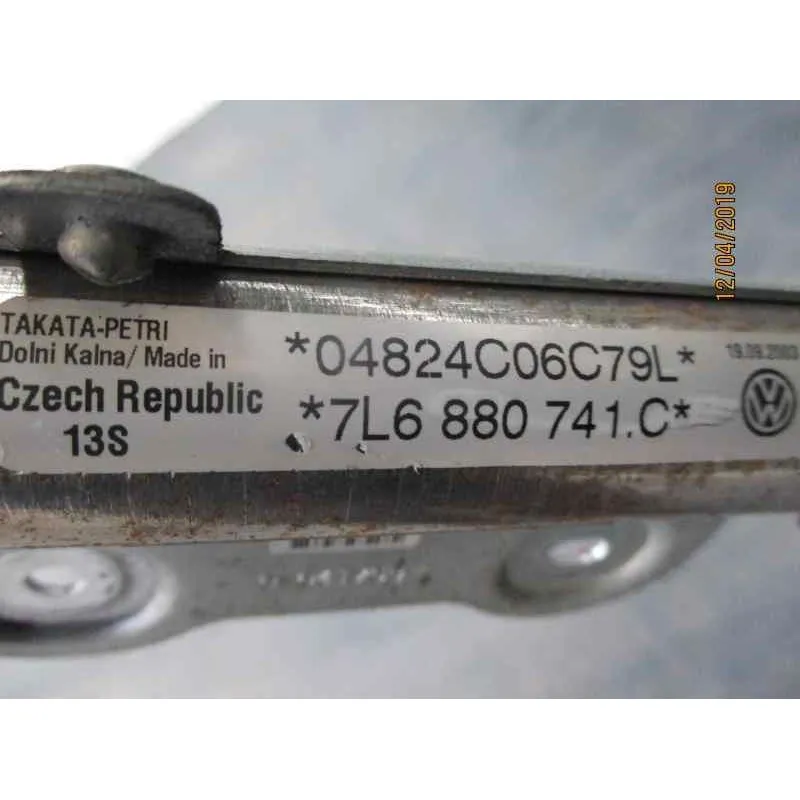 TAKATA-PETRI
Dolni Kalna/ Made in
Czech Republic
13S
*04824C06C79L*
*7L6 880 741.C*
19.09.2003
VW
12/04/2019